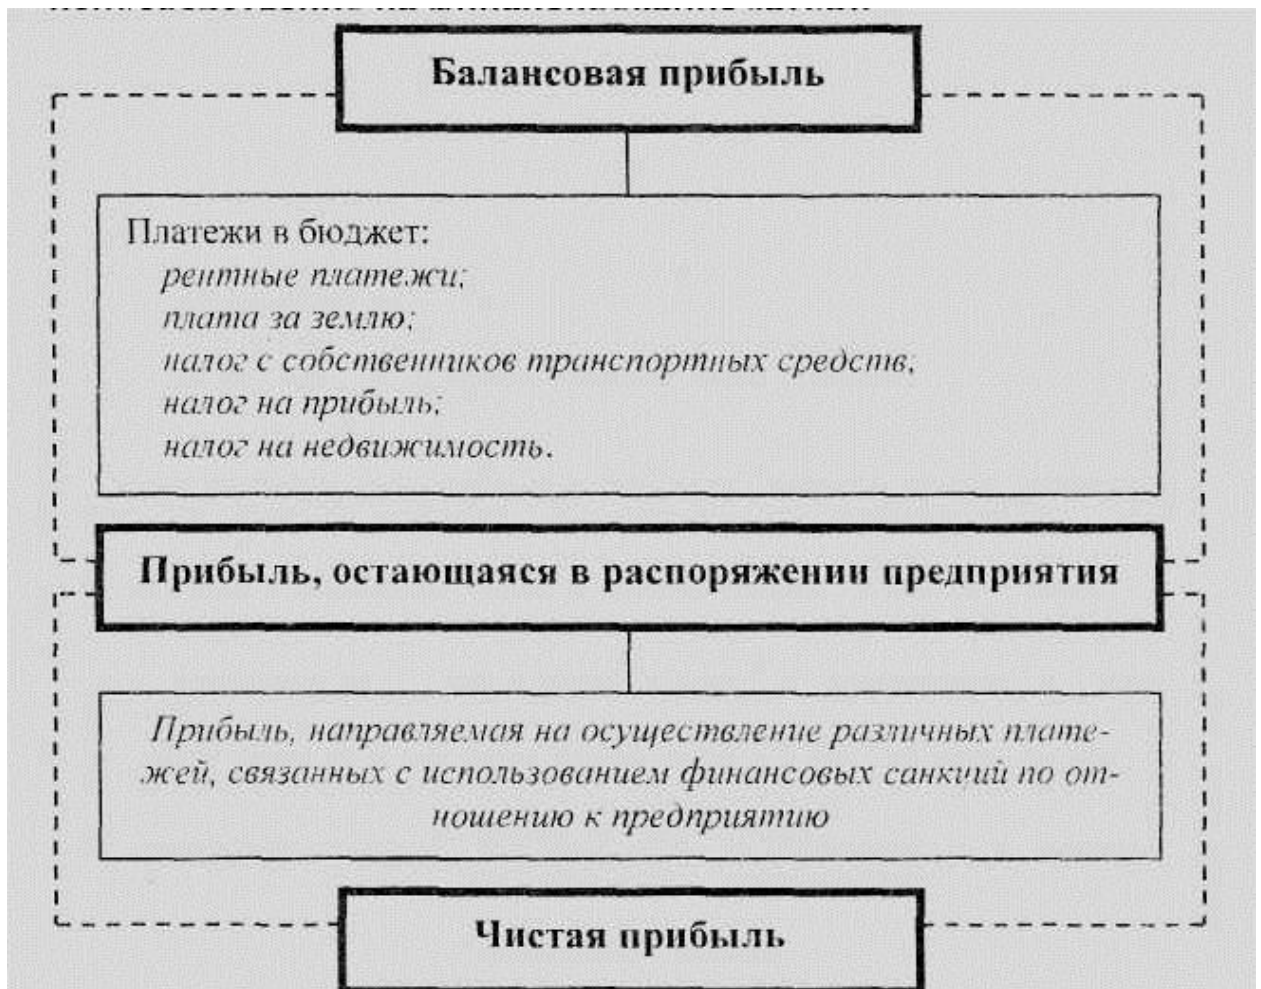 Балансовая прибыль
Платежи в бюджет:
рентные платежи;
плата за землю;
налог с собственников транспортных средств;
налог на прибыль;
налог на недвижимость.
Прибыль, остающаяся в распоряжении предприятия
Прибыль, направляемая на осуществление различных плате-
жей, связанных с использованием финансовых санкций по от-
ношению к предприятию
Чистая прибыль